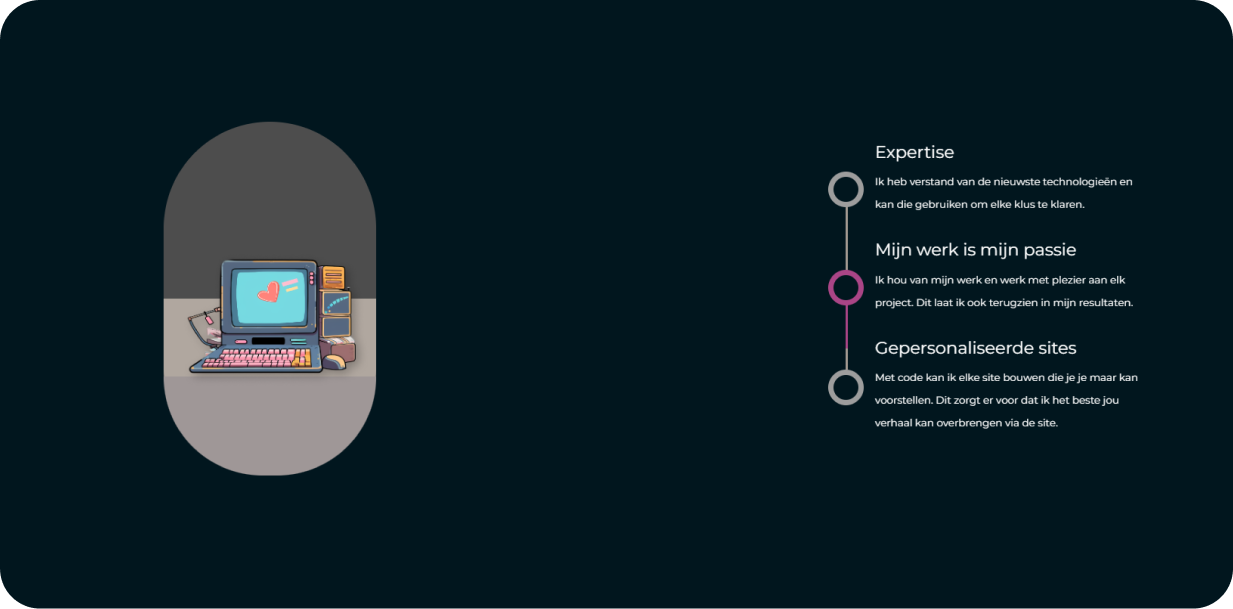 Expertise
Ik heb verstand van de nieuwste technologieën en
kan die gebruiken om elke klus te klaren.
Mijn werk is mijn passie
Ik hou van mijn werk en werk met plezier aan elk
project. Dit laat ik ook terugzien in mijn resultaten.
Gepersonaliseerde sites
Met code kan ik elke site bouwen die je je maar kan
voorstellen. Dit zorgt er voor dat ik het beste jou
verhaal kan overbrengen via de site.